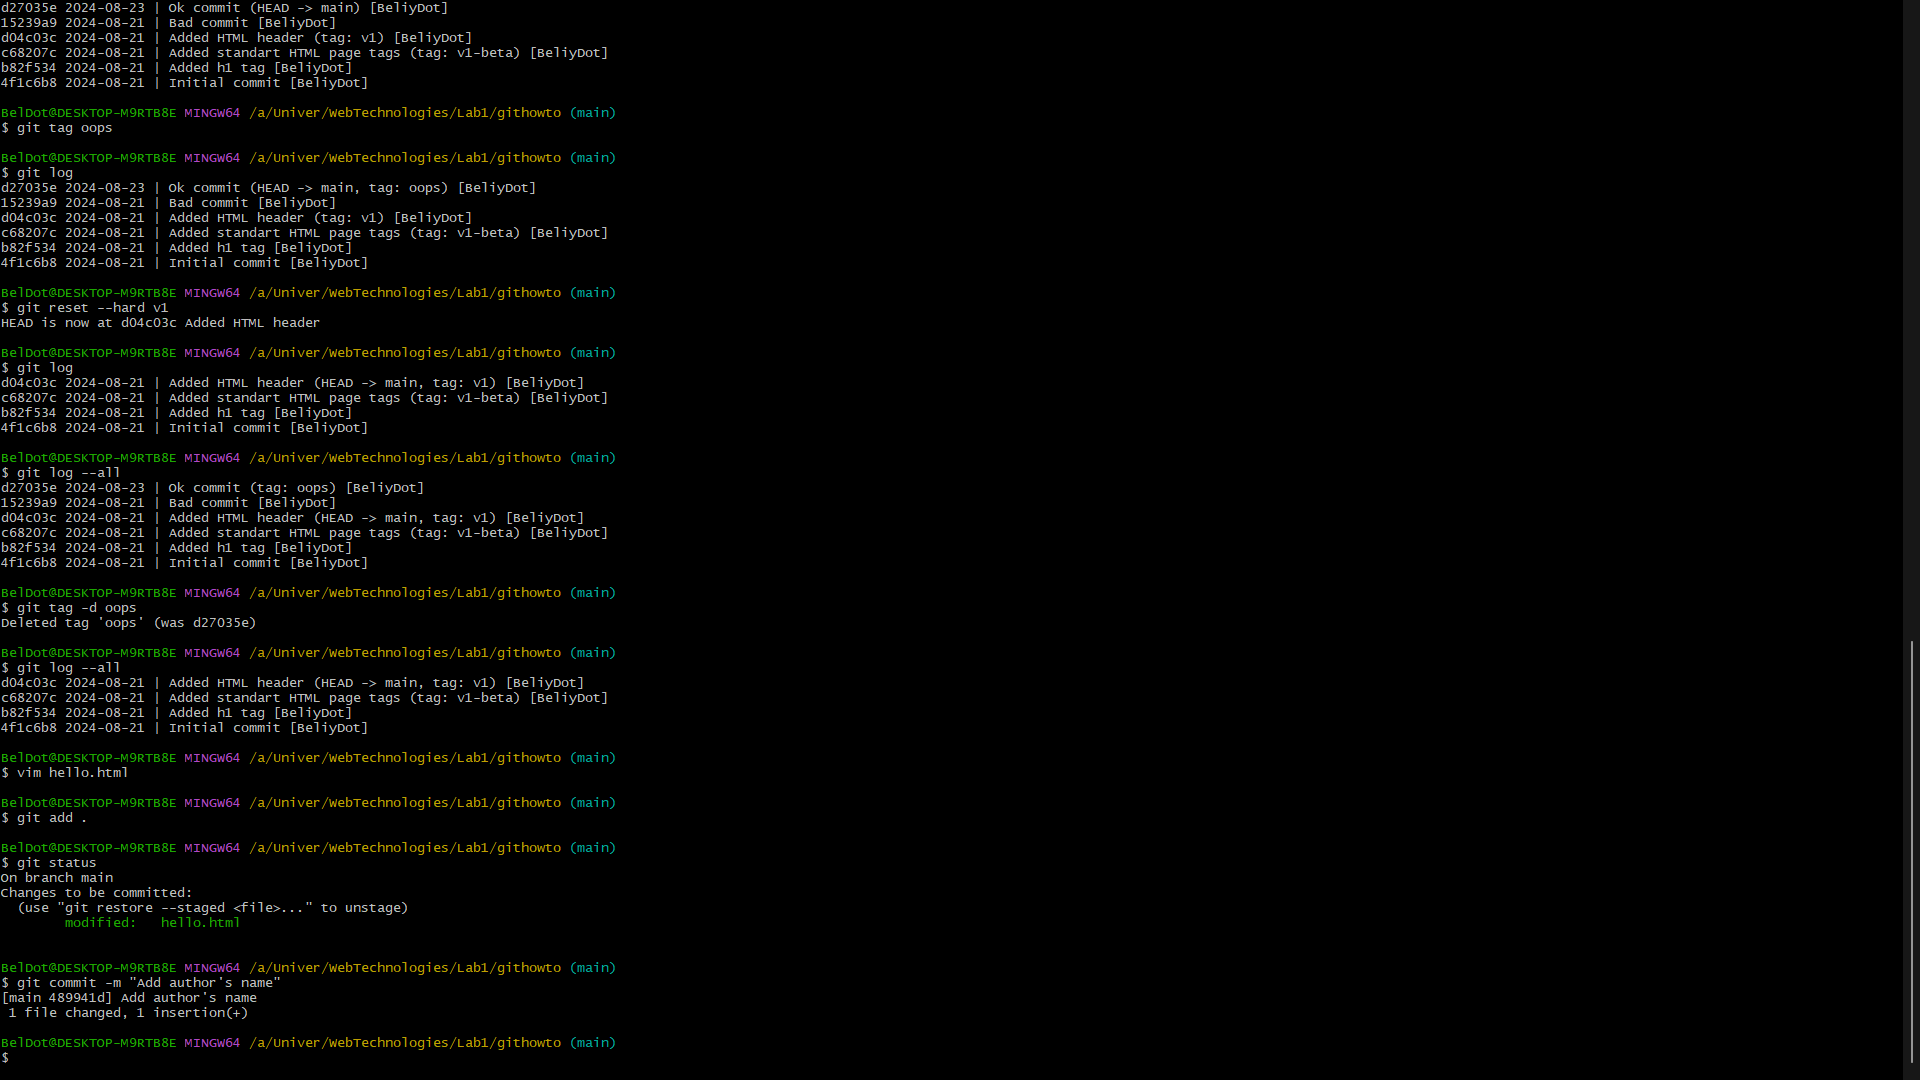 d27035e 2024-08-23 | Ok commit (HEAD -> main) [BeliyDot]
15239a9 2024-08-21 | Bad commit [BeliyDot]
d04c03c 2024-08-21 | Added HTML header (tag: v1) [BeliyDot]
c68207c 2024-08-21 | Added standart HTML page tags (tag: v1-beta) [BeliyDot]
b82f534 2024-08-21 | Added h1 tag [BeliyDot]
4f1c6b8 2024-08-21 | Initial commit [BeliyDot]
BelDot@DESKTOP-M9RTB8E MINGW64 /a/Univer/WebTechnologies/Lab1/githowto (main)
$ git tag oops
BelDot@DESKTOP-M9RTB8E MINGW64 /a/Univer/WebTechnologies/Lab1/githowto (main)
$ git log
d27035e 2024-08-23 | Ok commit (HEAD -> main, tag: oops) [BeliyDot]
15239a9 2024-08-21 | Bad commit [BeliyDot]
d04c03c 2024-08-21 | Added HTML header (tag: v1) [BeliyDot]
c68207c 2024-08-21 | Added standart HTML page tags (tag: v1-beta) [BeliyDot]
b82f534 2024-08-21 | Added h1 tag [BeliyDot]
4f1c6b8 2024-08-21 | Initial commit [BeliyDot]
BelDot@DESKTOP-M9RTB8E MINGW64 /a/Univer/WebTechnologies/Lab1/githowto (main)
$ git reset --hard v1
HEAD is now at d04c03c Added HTML header
BelDot@DESKTOP-M9RTB8E MINGW64 /a/Univer/WebTechnologies/Lab1/githowto (main)
$ git log
d04c03c 2024-08-21 | Added HTML header (HEAD -> main, tag: v1) [BeliyDot]
c68207c 2024-08-21 | Added standart HTML page tags (tag: v1-beta) [BeliyDot]
b82f534 2024-08-21 | Added h1 tag [BeliyDot]
4f1c6b8 2024-08-21 | Initial commit [BeliyDot]
BelDot@DESKTOP-M9RTB8E MINGW64 /a/Univer/WebTechnologies/Lab1/githowto (main)
$ git log --all
d27035e 2024-08-23 | Ok commit (tag: oops) [BeliyDot]
15239a9 2024-08-21 | Bad commit [BeliyDot]
d04c03c 2024-08-21 | Added HTML header (HEAD -> main, tag: v1) [BeliyDot]
c68207c 2024-08-21 | Added standart HTML page tags (tag: v1-beta) [BeliyDot]
b82f534 2024-08-21 | Added h1 tag [BeliyDot]
4f1c6b8 2024-08-21 | Initial commit [BeliyDot]
BelDot@DESKTOP-M9RTB8E MINGW64 /a/Univer/WebTechnologies/Lab1/githowto (main)
$ git tag -d oops
Deleted tag 'oops' (was d27035e)
BelDot@DESKTOP-M9RTB8E MINGW64 /a/Univer/WebTechnologies/Lab1/githowto (main)
$ git log --all
d04c03c 2024-08-21 | Added HTML header (HEAD -> main, tag: v1) [BeliyDot]
c68207c 2024-08-21 | Added standart HTML page tags (tag: v1-beta) [BeliyDot]
b82f534 2024-08-21 | Added h1 tag [BeliyDot]
4f1c6b8 2024-08-21 | Initial commit [BeliyDot]
BelDot@DESKTOP-M9RTB8E MINGW64 /a/Univer/WebTechnologies/Lab1/githowto (main)
$ vim hello.html
BelDot@DESKTOP-M9RTB8E MINGW64 /a/Univer/WebTechnologies/Lab1/githowto (main)
$ git add .
BelDot@DESKTOP-M9RTB8E MINGW64 /a/Univer/WebTechnologies/Lab1/githowto (main)
$ git status
On branch main
Changes to be committed:
  (use "git restore --staged <file>..." to unstage)
        modified:   hello.html
BelDot@DESKTOP-M9RTB8E MINGW64 /a/Univer/WebTechnologies/Lab1/githowto (main)
$ git commit -m "Add author's name"
[main 489941d] Add author's name
 1 file changed, 1 insertion(+)
BelDot@DESKTOP-M9RTB8E MINGW64 /a/Univer/WebTechnologies/Lab1/githowto (main)
$